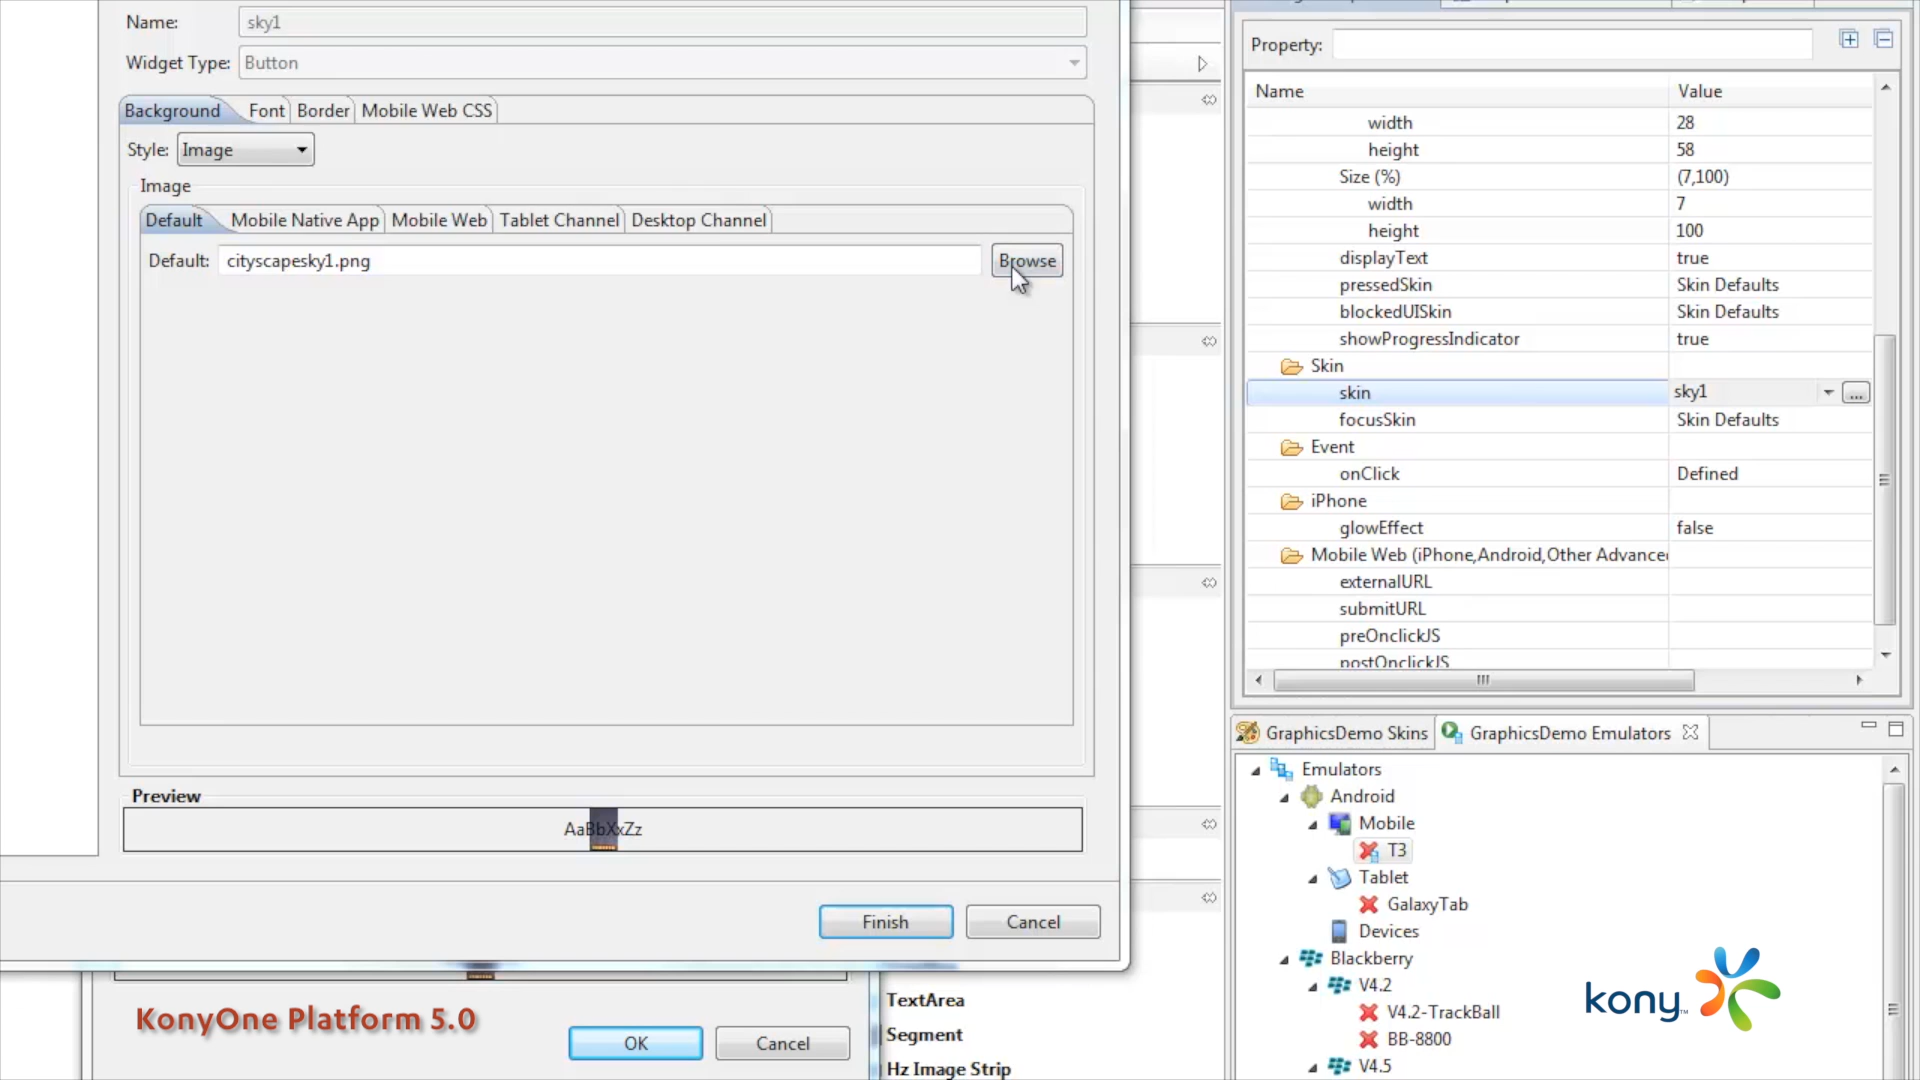 Name: sky1
Widget Type: Button
Background Font Border Mobile Web CSS
Style: Image
Image
Default Mobile Native App Mobile Web Tablet Channel Desktop Channel
Default: cityscapesky1.png Browse
Preview
AaBbXxZz
Finish Cancel
KonyOne Platform 5.0
OK Cancel
TextArea
Segment
Hz Image Strip
Property:
Name Value
width 28
height 58
Size (%) (7,100)
width 7
height 100
displayText true
pressedSkin Skin Defaults
blockedUISkin Skin Defaults
showProgressIndicator true
Skin
skin sky1 ...
focusSkin Skin Defaults
Event
onClick Defined
iPhone
glowEffect false
Mobile Web (iPhone,Android,Other Advance
externalURL
submitURL
preOnclickJS
postOnclickJS
GraphicsDemo Skins GraphicsDemo Emulators
Emulators
Android
Mobile
T3
Tablet
GalaxyTab
Devices
Blackberry
V4.2
V4.2-TrackBall
BB-8800
V4.5
kony™